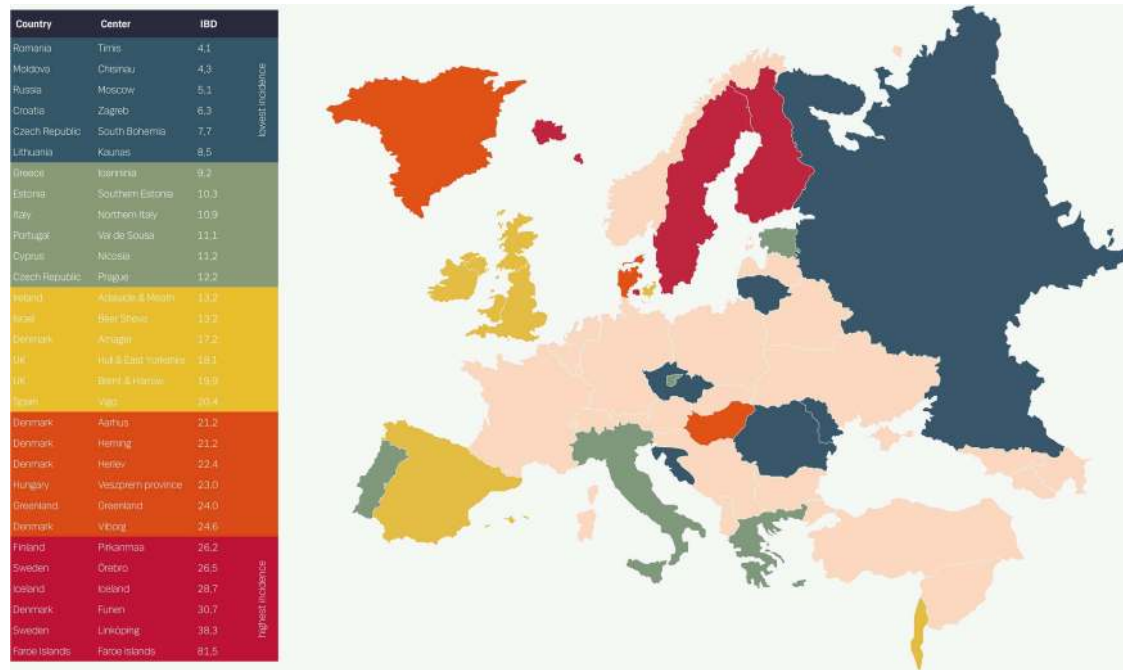 Country Center IBD
Romania Timis 4,1
Moldova Chisinau 4,3
Russia Moscow 5,1
Croatia Zagreb 6,3
Czech Republic South Bohemia 7,7
Lithuania Kaunas 8,5
lowest incidence
Greece Ioanninia 9,2
Estonia Southern Estonia 10,3
Italy Northern Italy 10,9
Portugal Val de Sousa 11,1
Cyprus Nicosia 11,2
Czech Republic Prague 12,2
Ireland Adelaide & Meath 13,2
Israel Beer Sheva 13,2
Denmark Amager 17,2
UK Hull & East Yorkshire 18,1
UK Brent & Harrow 19,9
Spain Vigo 20,4
Denmark Aarhus 21,2
Denmark Herning 21,2
Denmark Herlev 22,4
Hungary Veszprem province 23,0
Greenland Greenland 24,0
Denmark Viborg 24,6
Finland Pirkanmaa 26,2
Sweden Örebro 26,5
Iceland Iceland 28,7
Denmark Funen 30,7
Sweden Linköping 38,3
Faroe Islands Faroe Islands 81,5
highest incidence